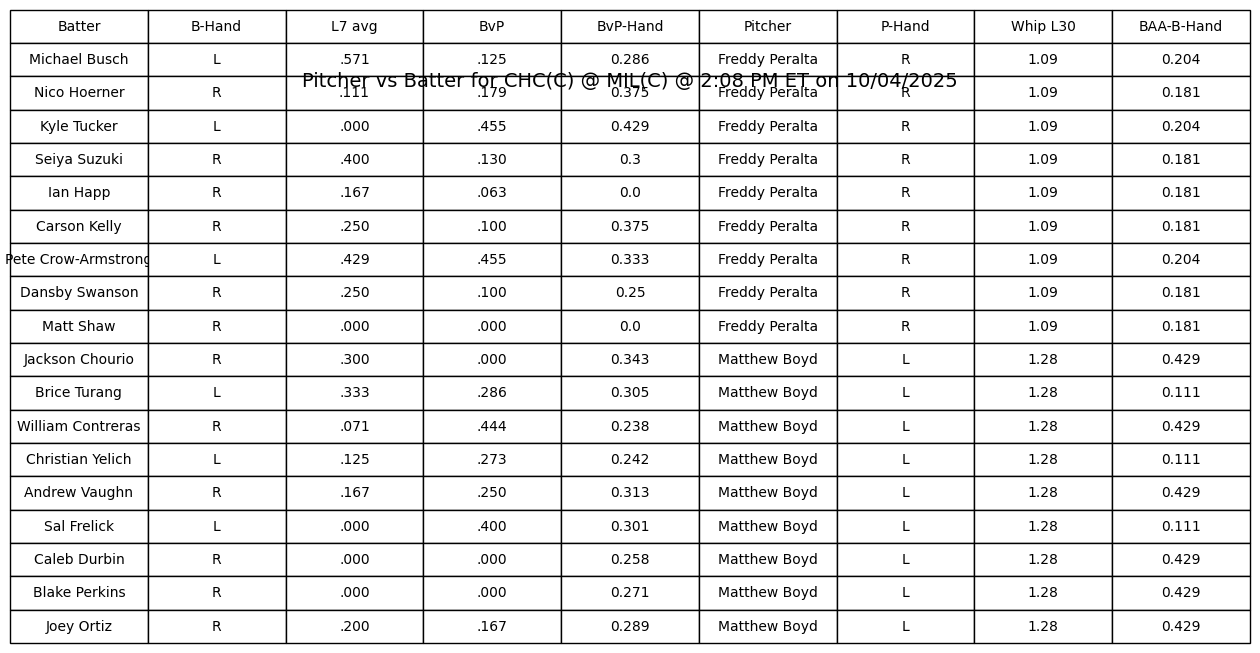 Batter B-Hand L7 avg BvP BvP-Hand Pitcher P-Hand Whip L30 BAA-B-Hand
Michael Busch L .571 .125 0.286 Freddy Peralta R 1.09 0.204
Pitcher vs Batter for CHC(C) @ MIL(C) @ 2:08 PM ET on 10/04/2025
Nico Hoerner R .111 .179 0.375 Freddy Peralta R 1.09 0.181
Kyle Tucker L .000 .455 0.429 Freddy Peralta R 1.09 0.204
Seiya Suzuki R .400 .130 0.3 Freddy Peralta R 1.09 0.181
Ian Happ R .167 .063 0.0 Freddy Peralta R 1.09 0.181
Carson Kelly R .250 .100 0.375 Freddy Peralta R 1.09 0.181
Pete Crow-Armstrong L .429 .455 0.333 Freddy Peralta R 1.09 0.204
Dansby Swanson R .250 .100 0.25 Freddy Peralta R 1.09 0.181
Matt Shaw R .000 .000 0.0 Freddy Peralta R 1.09 0.181
Jackson Chourio R .300 .000 0.343 Matthew Boyd L 1.28 0.429
Brice Turang L .333 .286 0.305 Matthew Boyd L 1.28 0.111
William Contreras R .071 .444 0.238 Matthew Boyd L 1.28 0.429
Christian Yelich L .125 .273 0.242 Matthew Boyd L 1.28 0.111
Andrew Vaughn R .167 .250 0.313 Matthew Boyd L 1.28 0.429
Sal Frelick L .000 .400 0.301 Matthew Boyd L 1.28 0.111
Caleb Durbin R .000 .000 0.258 Matthew Boyd L 1.28 0.429
Blake Perkins R .000 .000 0.271 Matthew Boyd L 1.28 0.429
Joey Ortiz R .200 .167 0.289 Matthew Boyd L 1.28 0.429